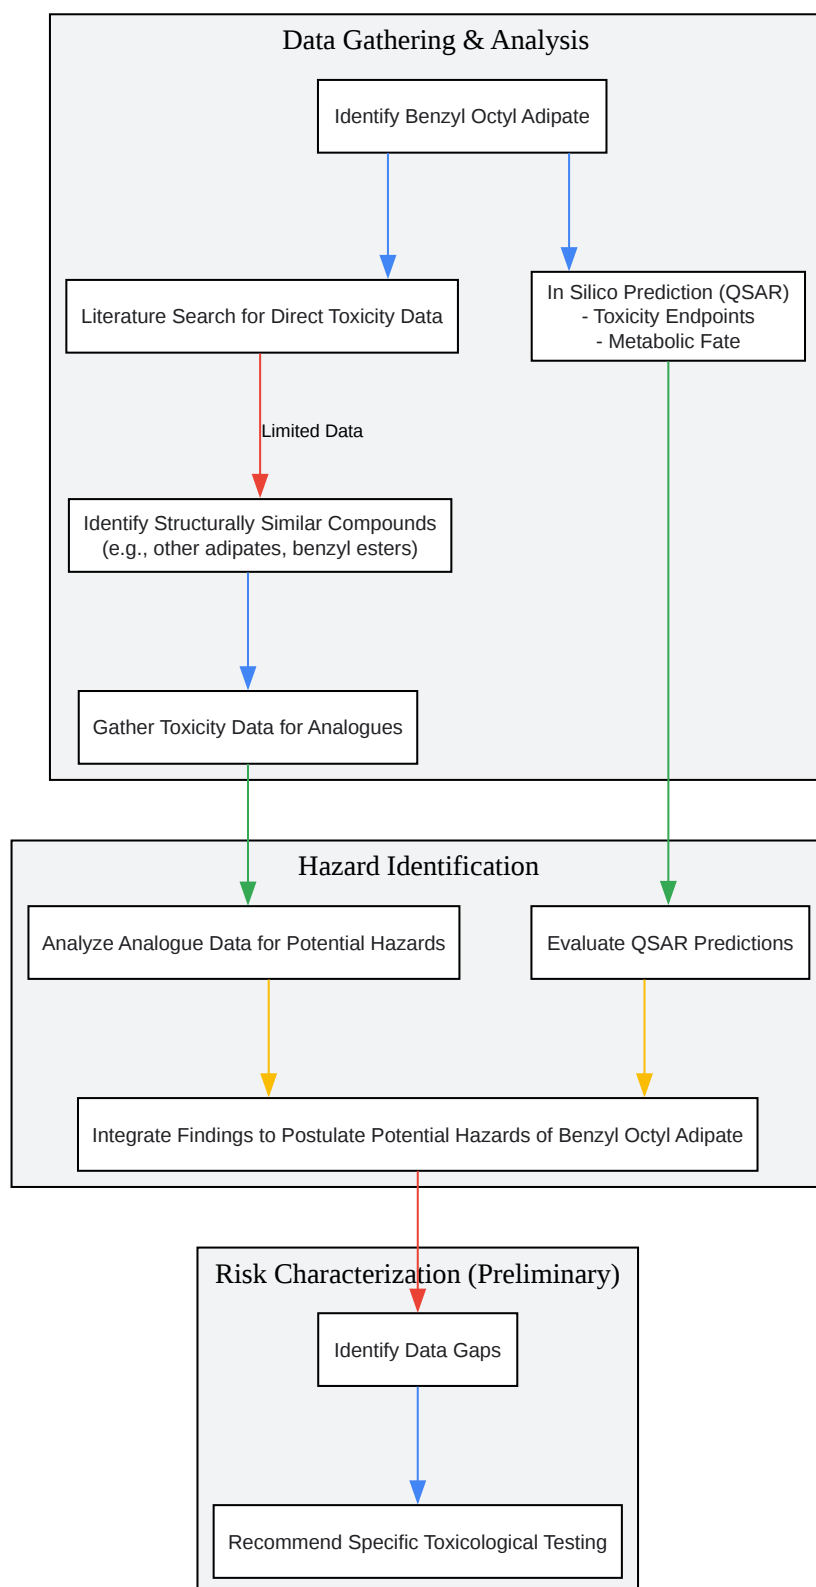 Data Gathering & Analysis
Identify Benzyl Octyl Adipate
Literature Search for Direct Toxicity Data
In Silico Prediction (QSAR)
- Toxicity Endpoints
- Metabolic Fate
Limited Data
Identify Structurally Similar Compounds
(e.g., other adipates, benzyl esters)
Gather Toxicity Data for Analogues
Hazard Identification
Analyze Analogue Data for Potential Hazards
Evaluate QSAR Predictions
Integrate Findings to Postulate Potential Hazards of Benzyl Octyl Adipate
Risk Characterization (Preliminary)
Identify Data Gaps
Recommend Specific Toxicological Testing